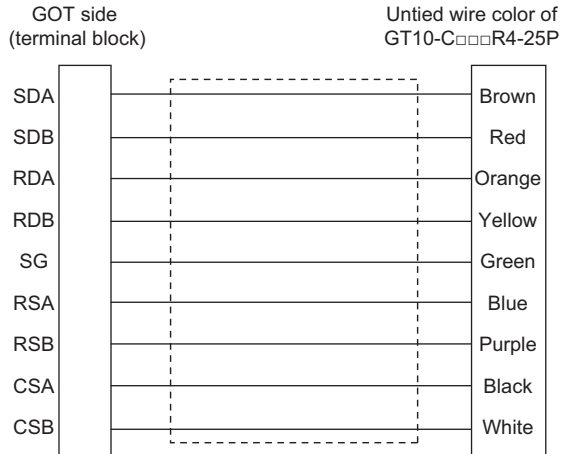 GOT side
(terminal block)
Untied wire color of
GT10-C□□□R4-25P
SDA Brown
SDB Red
RDA Orange
RDB Yellow
SG Green
RSA Blue
RSB Purple
CSA Black
CSB White